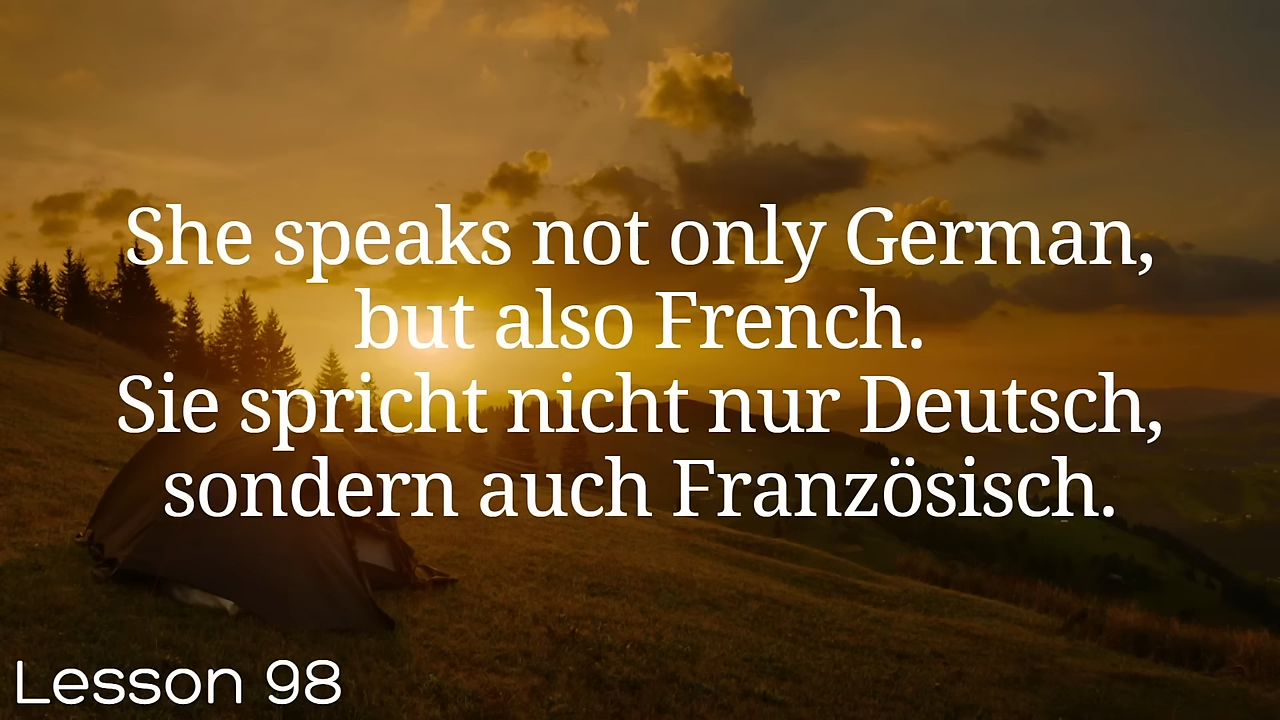 She speaks not only German,
but also French.
Sie spricht nicht nur Deutsch,
sondern auch Französisch.
Lesson 98